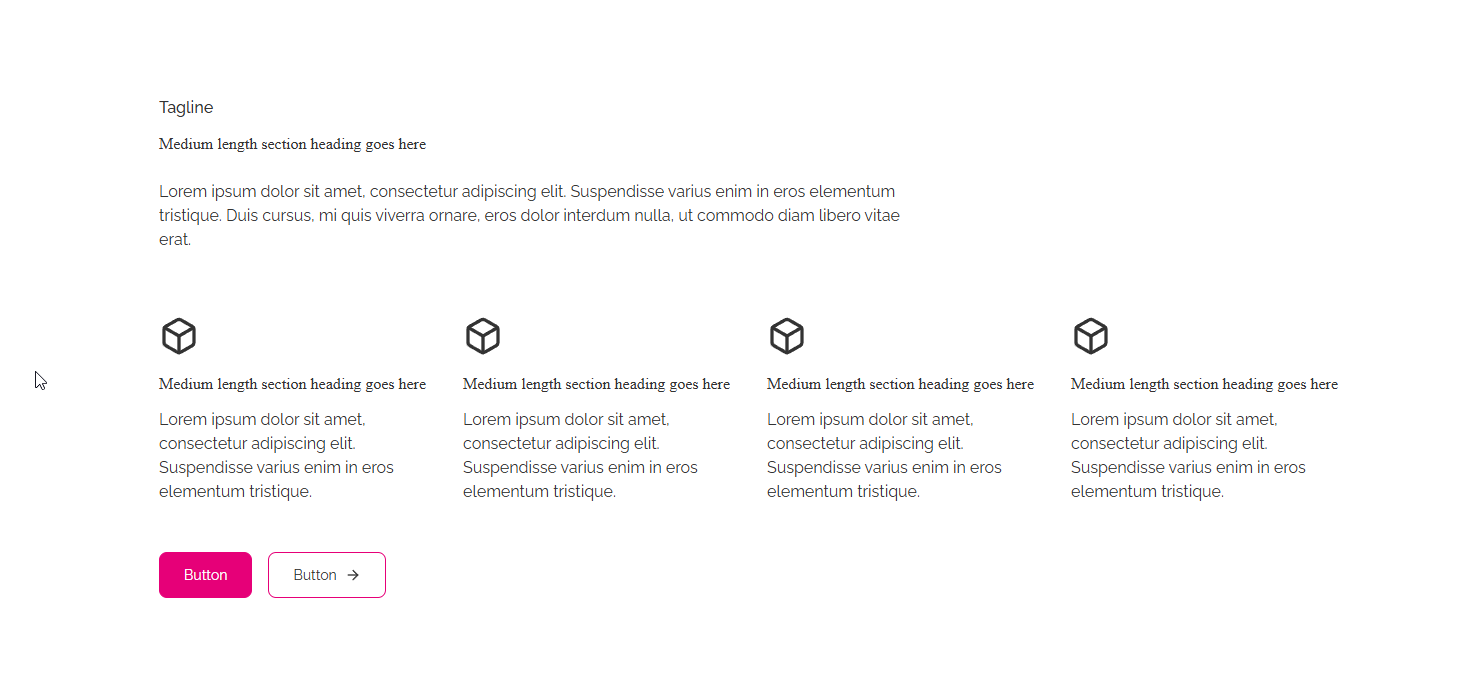 Tagline
Medium length section heading goes here
Lorem ipsum dolor sit amet, consectetur adipiscing elit. Suspendisse varius enim in eros elementum
tristique. Duis cursus, mi quis viverra ornare, eros dolor interdum nulla, ut commodo diam libero vitae
erat.
Medium length section heading goes here
Lorem ipsum dolor sit amet,
consectetur adipiscing elit.
Suspendisse varius enim in eros
elementum tristique.
Medium length section heading goes here
Lorem ipsum dolor sit amet,
consectetur adipiscing elit.
Suspendisse varius enim in eros
elementum tristique.
Medium length section heading goes here
Lorem ipsum dolor sit amet,
consectetur adipiscing elit.
Suspendisse varius enim in eros
elementum tristique.
Medium length section heading goes here
Lorem ipsum dolor sit amet,
consectetur adipiscing elit.
Suspendisse varius enim in eros
elementum tristique.
Button
Button